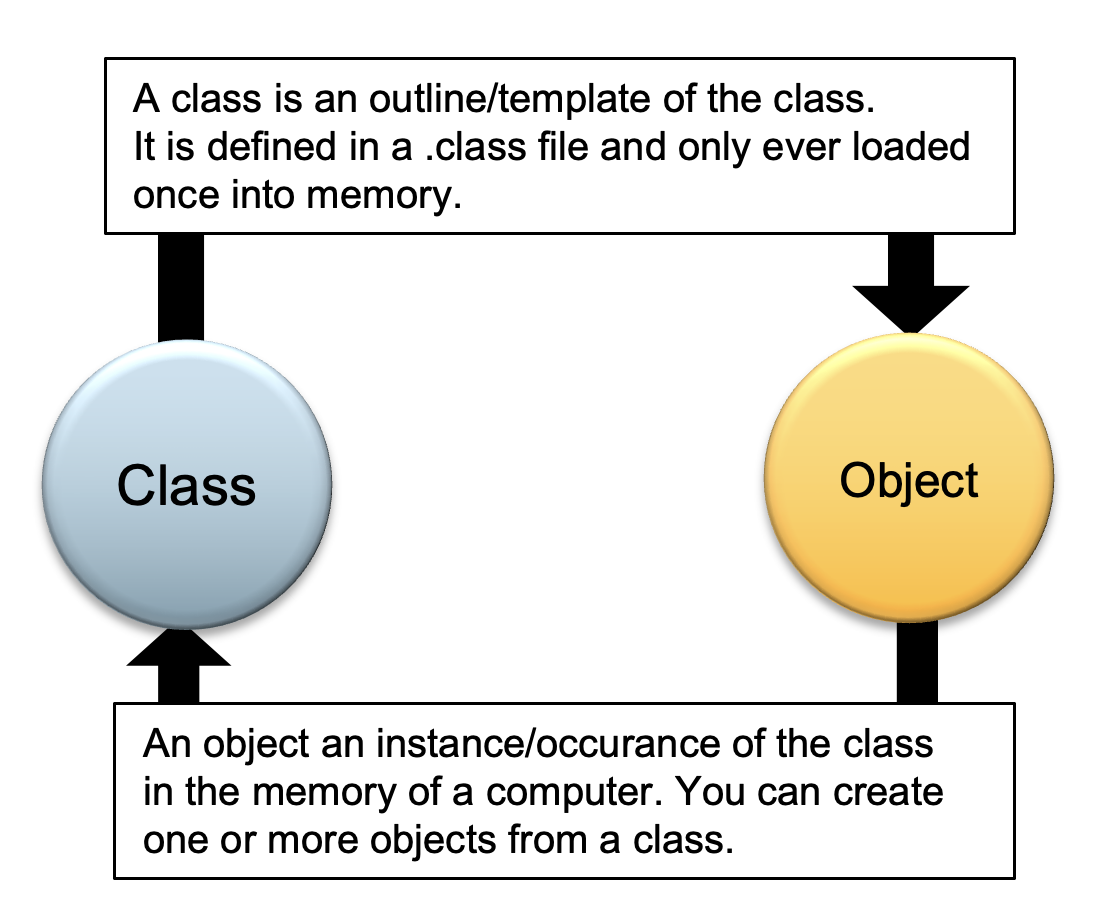 A class is an outline/template of the class.
It is defined in a .class file and only ever loaded
once into memory.
Class
Object
An object an instance/occurance of the class
in the memory of a computer. You can create
one or more objects from a class.